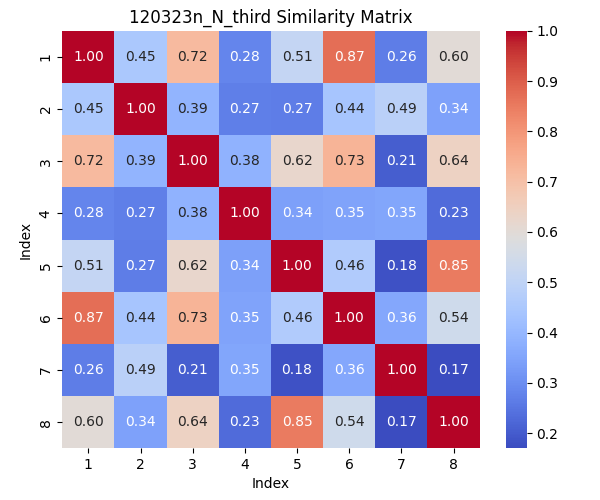 120323n_N_third Similarity Matrix
1 1.00 0.45 0.72 0.28 0.51 0.87 0.26 0.60
2 0.45 1.00 0.39 0.27 0.27 0.44 0.49 0.34
3 0.72 0.39 1.00 0.38 0.62 0.73 0.21 0.64
4 0.28 0.27 0.38 1.00 0.34 0.35 0.35 0.23
5 0.51 0.27 0.62 0.34 1.00 0.46 0.18 0.85
6 0.87 0.44 0.73 0.35 0.46 1.00 0.36 0.54
7 0.26 0.49 0.21 0.35 0.18 0.36 1.00 0.17
8 0.60 0.34 0.64 0.23 0.85 0.54 0.17 1.00
1 2 3 4 5 6 7 8
Index
Index
1.0
0.9
0.8
0.7
0.6
0.5
0.4
0.3
0.2